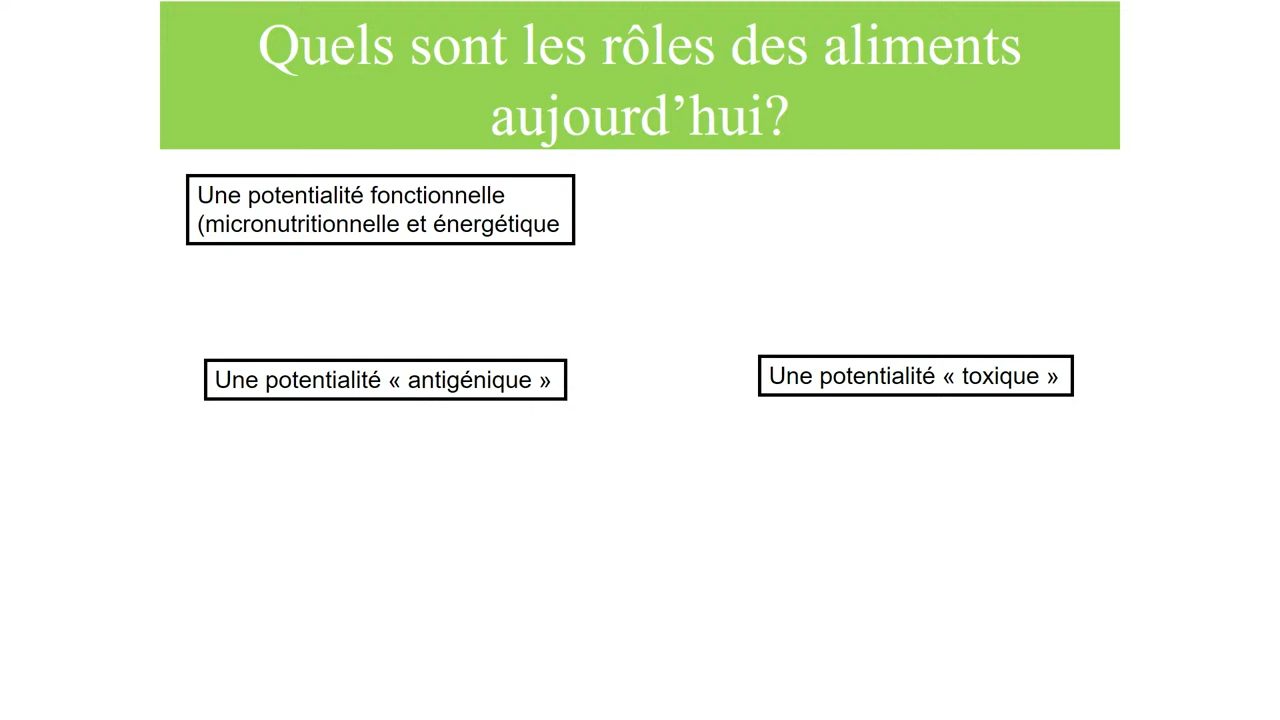 Quels sont les rôles des aliments
aujourd’hui?
Une potentialité fonctionnelle
(micronutritionnelle et énergétique
Une potentialité « antigénique »
Une potentialité « toxique »